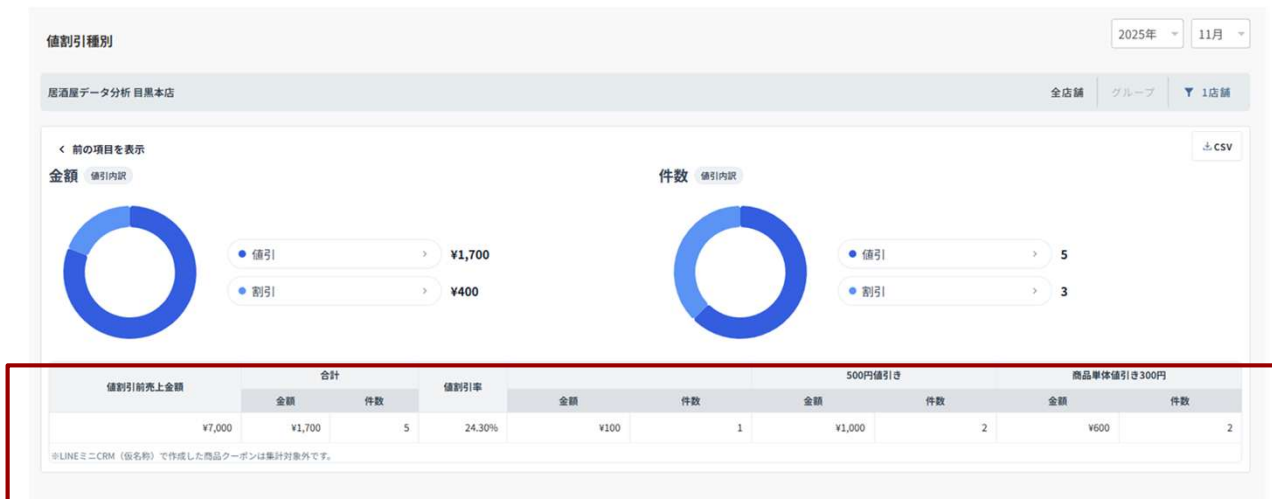 値割引種別
2025年
11月
居酒屋データ分析 目黒本店
全店舗
グループ
1店舗
前の項目を表示
CSV
金額 値引内訳
件数 値引内訳
値引 ¥1,700
割引 ¥400
値引 5
割引 3
値割引前売上金額 合計 値割引率 500円値引き 商品単体値引き300円
金額 件数 金額 件数 金額 件数 金額 件数
¥7,000 ¥1,700 5 24.30% ¥100 1 ¥1,000 2 ¥600 2
※LINEミニCRM（仮名称）で作成した商品クーポンは集計対象外です。